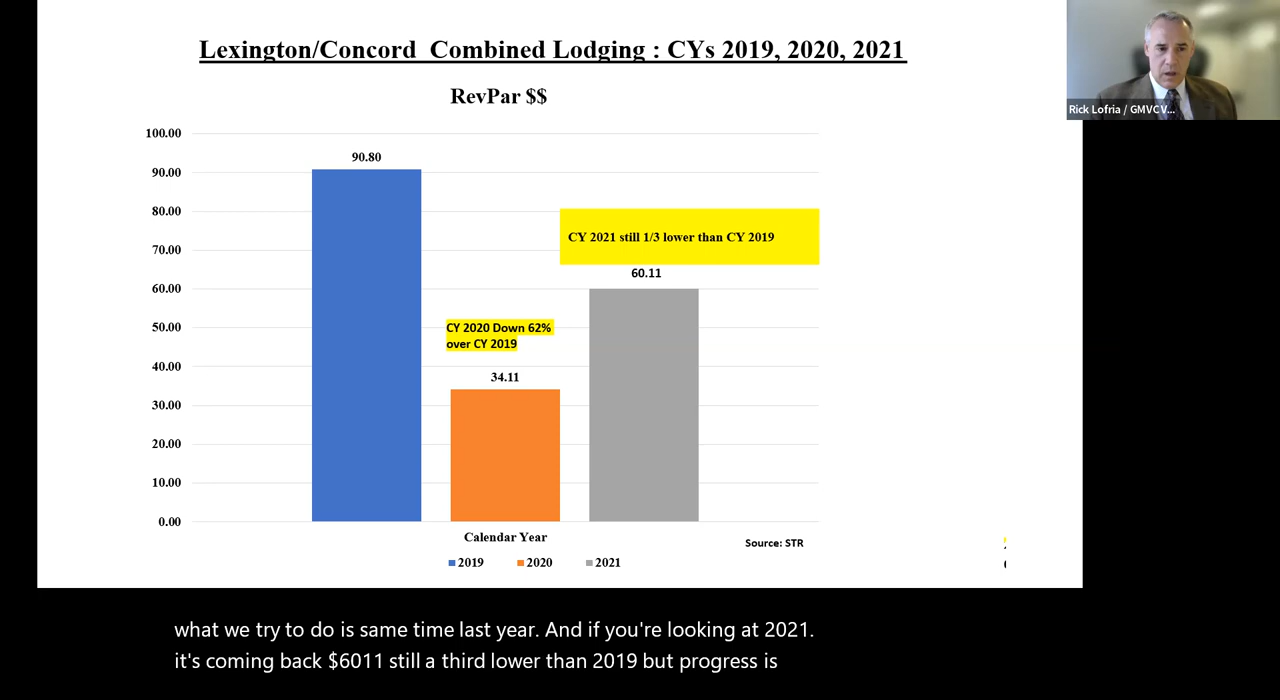 Lexington/Concord Combined Lodging : CYs 2019, 2020, 2021
RevPar $$
Rick Lofria / GMVC V...
100.00
90.00
80.00
70.00
60.00
50.00
40.00
30.00
20.00
10.00
0.00
90.80
CY 2021 still 1/3 lower than CY 2019
60.11
CY 2020 Down 62%
over CY 2019
34.11
Calendar Year
Source: STR
2019 2020 2021
what we try to do is same time last year. And if you're looking at 2021.
it's coming back $6011 still a third lower than 2019 but progress is